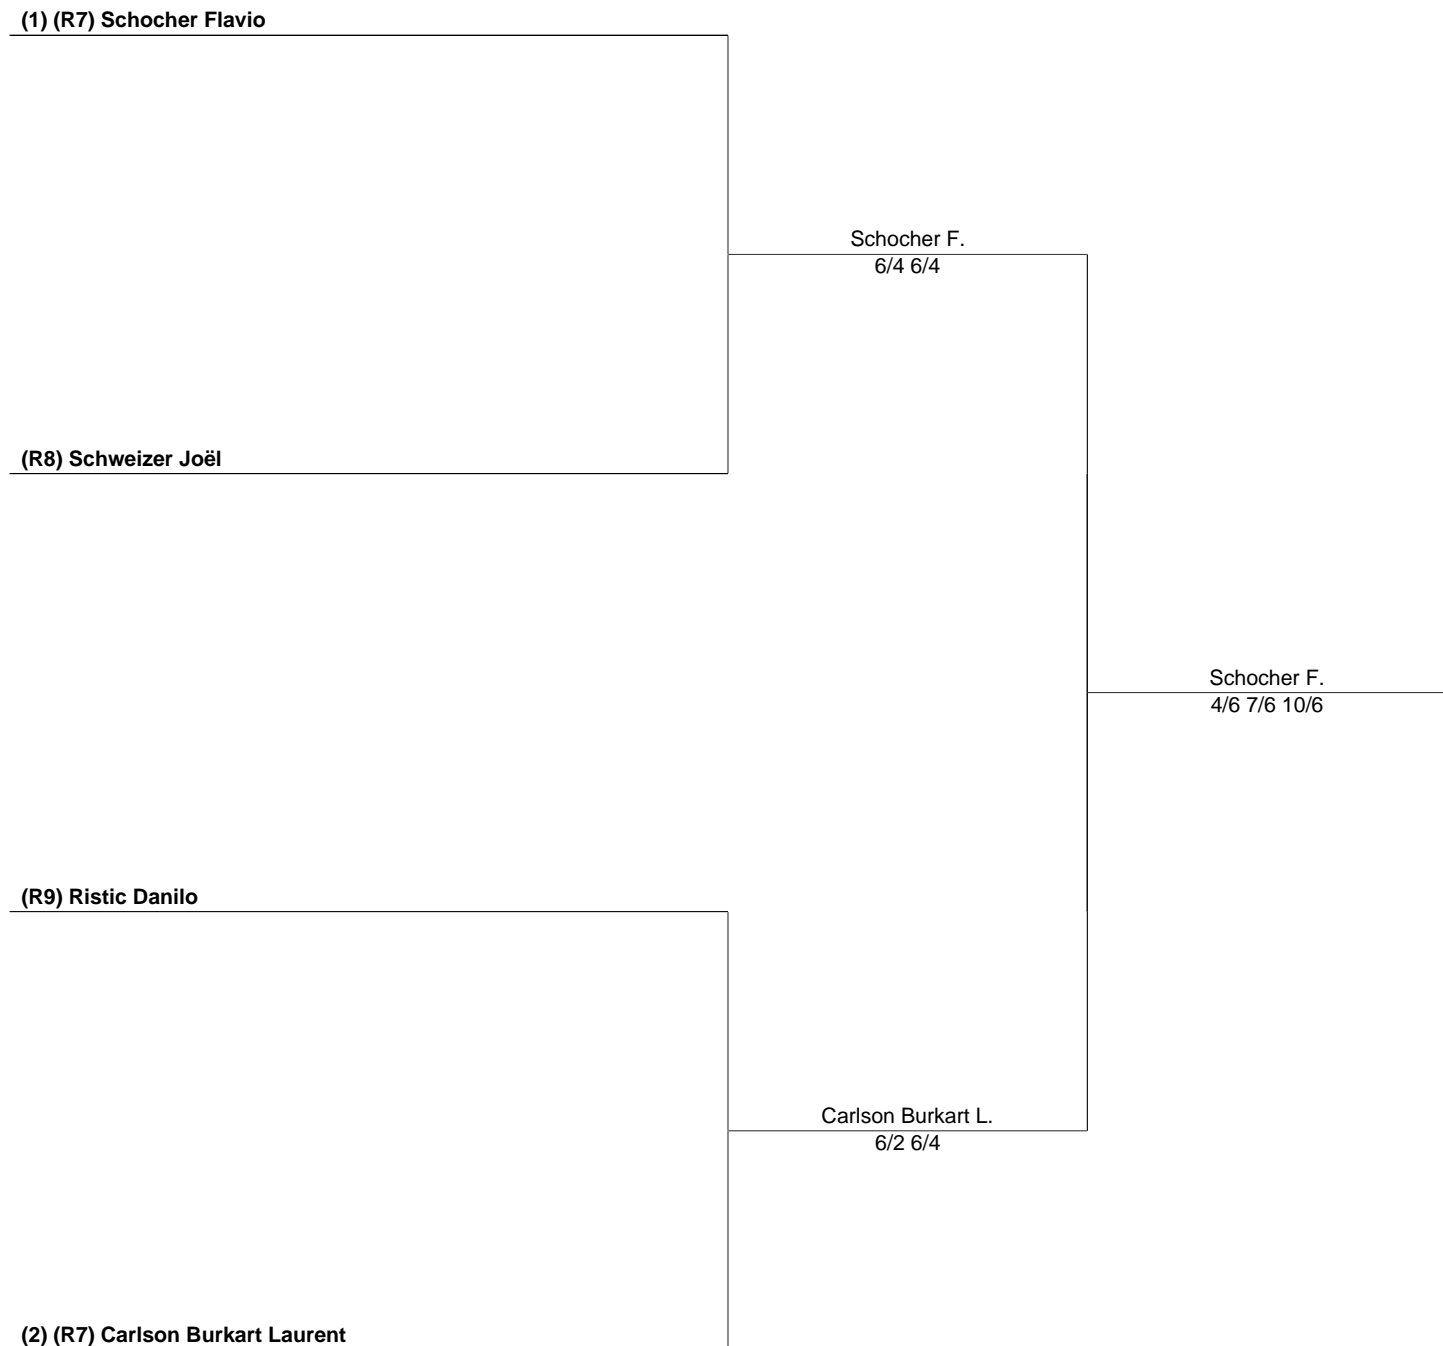 (1) (R7) Schocher Flavio
Schocher F.
6/4 6/4
(R8) Schweizer Joël
Schocher F.
4/6 7/6 10/6
(R9) Ristic Danilo
Carlson Burkart L.
6/2 6/4
(2) (R7) Carlson Burkart Laurent